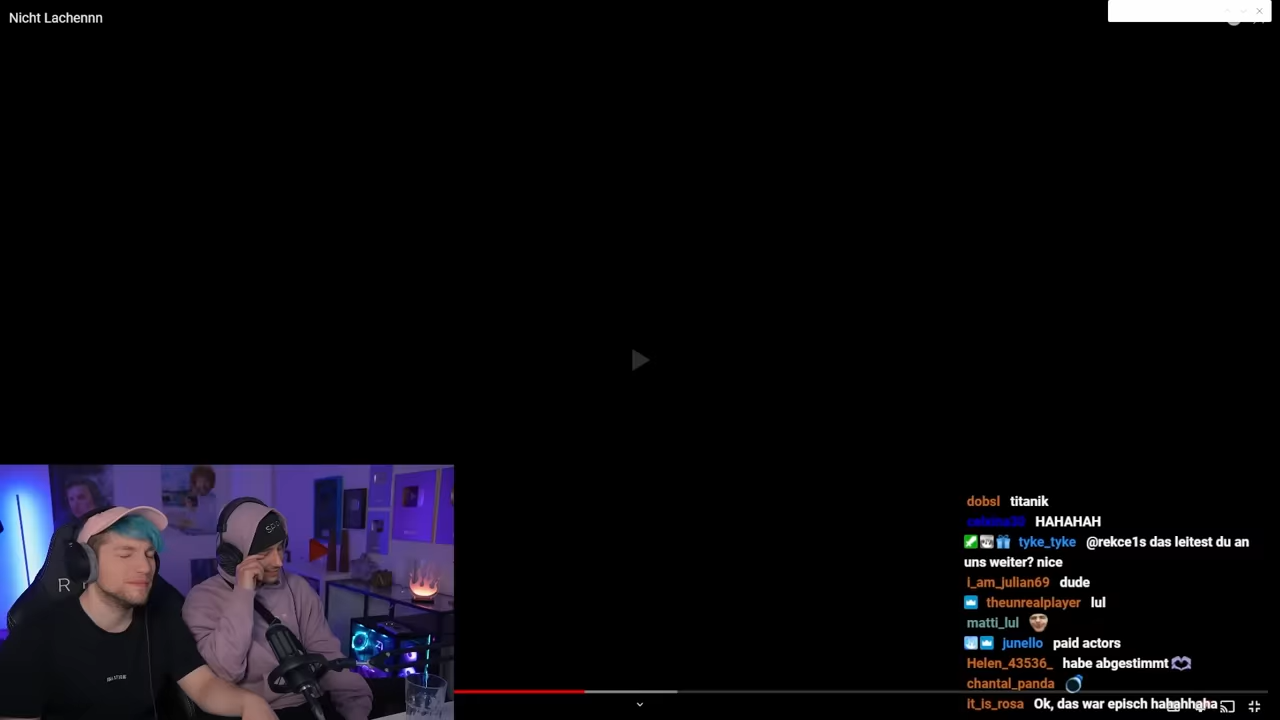 Nicht Lachennn
dobsl titanik
HAHAHAH
tyke_tyke @rekce1s das leitest du an
uns weiter? nice
i_am_julian69 dude
theunrealplayer lul
matti_lul
junello paid actors
Helen_43536_ habe abgestimmt
chantal_panda
it_is_rosa Ok, das war episch hahahhaha